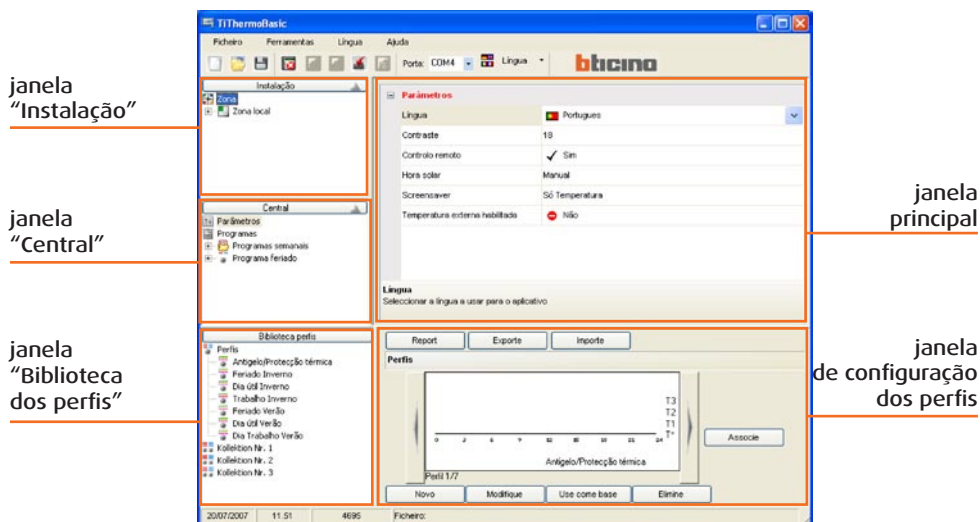 TiThermoBasic
Ficheiro Ferramentas Língua Ajuda
Porta: COM4 Língua
bticino
janela
“Instalação”
Instalação
Zona
Zona local
Parâmetros
Língua Portugues
Contraste 18
Controlo remoto Sim
Hora solar Manual
Screensaver Só Temperatura
Temperatura externa habilitada Não
janela
principal
janela
“Central”
Central
Parâmetros
Programas
Programas semanais
Programa feriado
Língua
Seleccionar a língua a usar para o aplicativo
janela
“Biblioteca
dos perfis”
Biblioteca perfis
Perfis
Antigelo/Protecção térmica
Feriado Inverno
Dia útil Inverno
Trabalho Inverno
Feriado Verão
Dia útil Verão
Dia Trabalho Verão
Kollektion Nr. 1
Kollektion Nr. 2
Kollektion Nr. 3
Report Exporte Importe
Perfis
T3
T2
T1
T*
Antigelo/Protecção térmica
Perfil 1/7
Associe
Novo Modifique Use come base Elimine
janela
de configuração
dos perfis
20/07/2007 11.51 4695 Ficheiro: